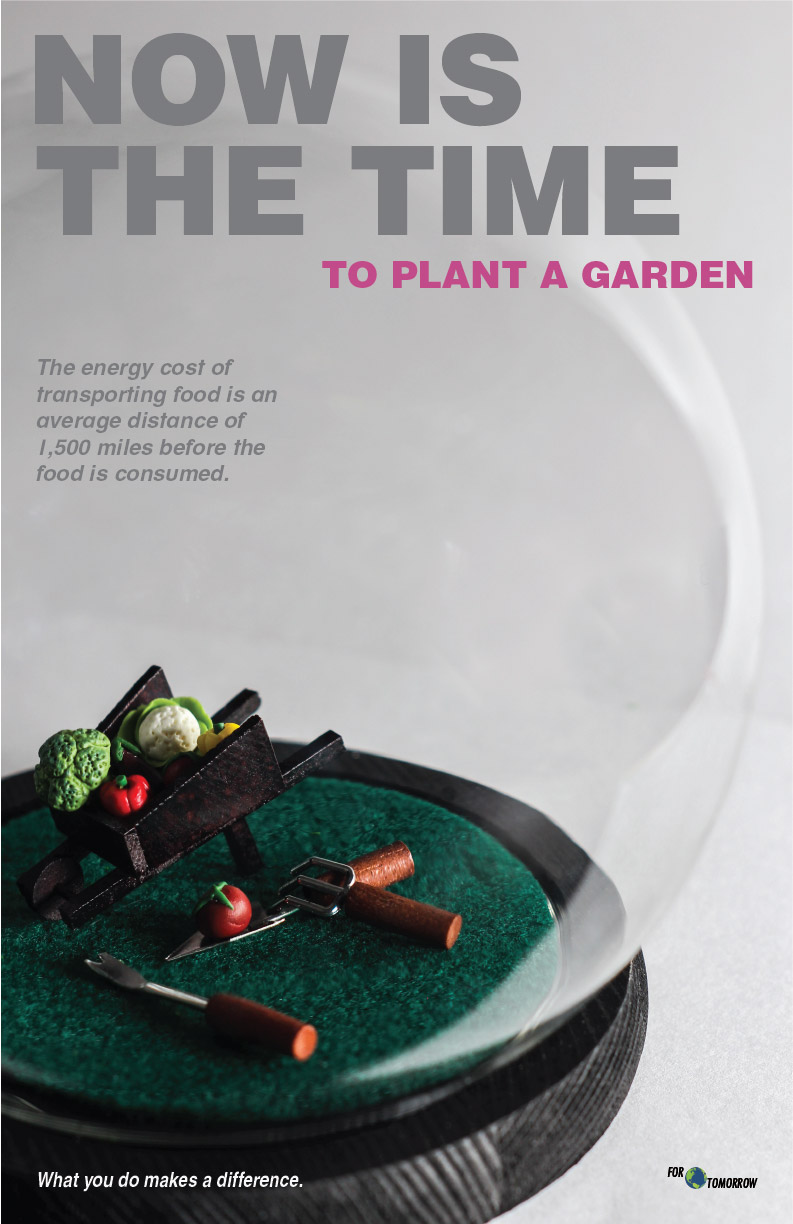 NOW IS
THE TIME
TO PLANT A GARDEN
The energy cost of
transporting food is an
average distance of
1,500 miles before the
food is consumed.
What you do makes a difference.
FOR TOMORROW